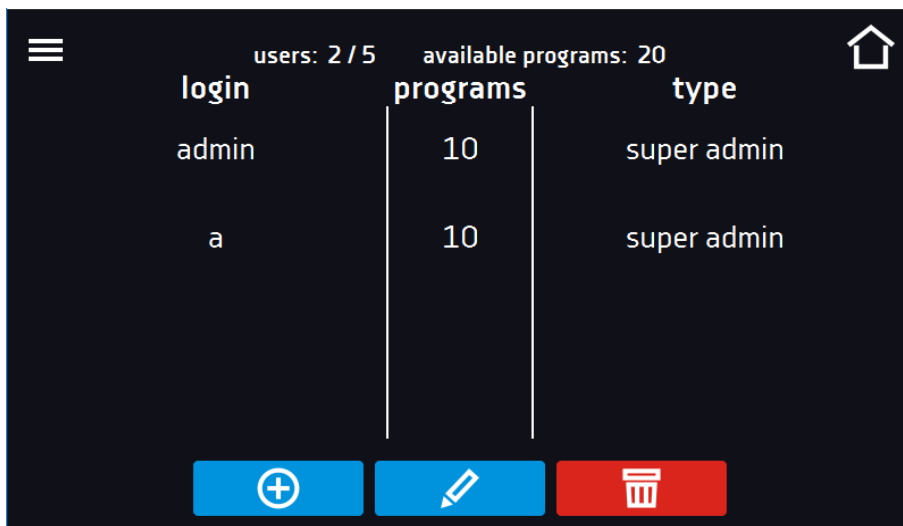 users: 2 / 5 available programs: 20
login programs type
admin 10 super admin
a 10 super admin